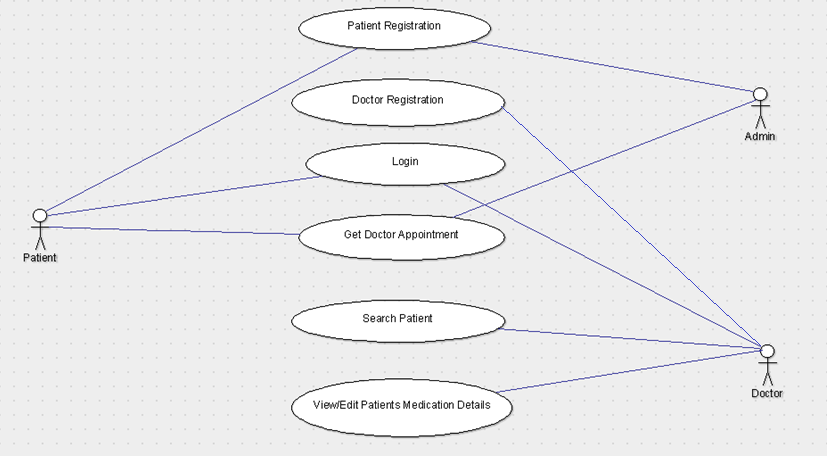 Patient Registration
Doctor Registration
Admin
Login
Get Doctor Appointment
Patient
Search Patient
Doctor
View/Edit Patients Medication Details